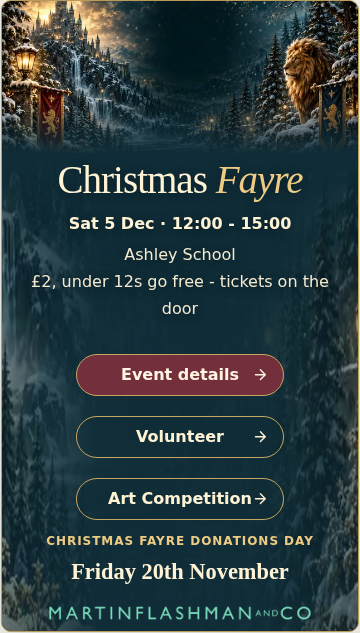 Christmas Fayre
Sat 5 Dec · 12:00 - 15:00
Ashley School
£2, under 12s go free - tickets on the
door
Event details →
Volunteer →
Art Competition →
CHRISTMAS FAYRE DONATIONS DAY
Friday 20th November
MARTINFLASHMANANDCO